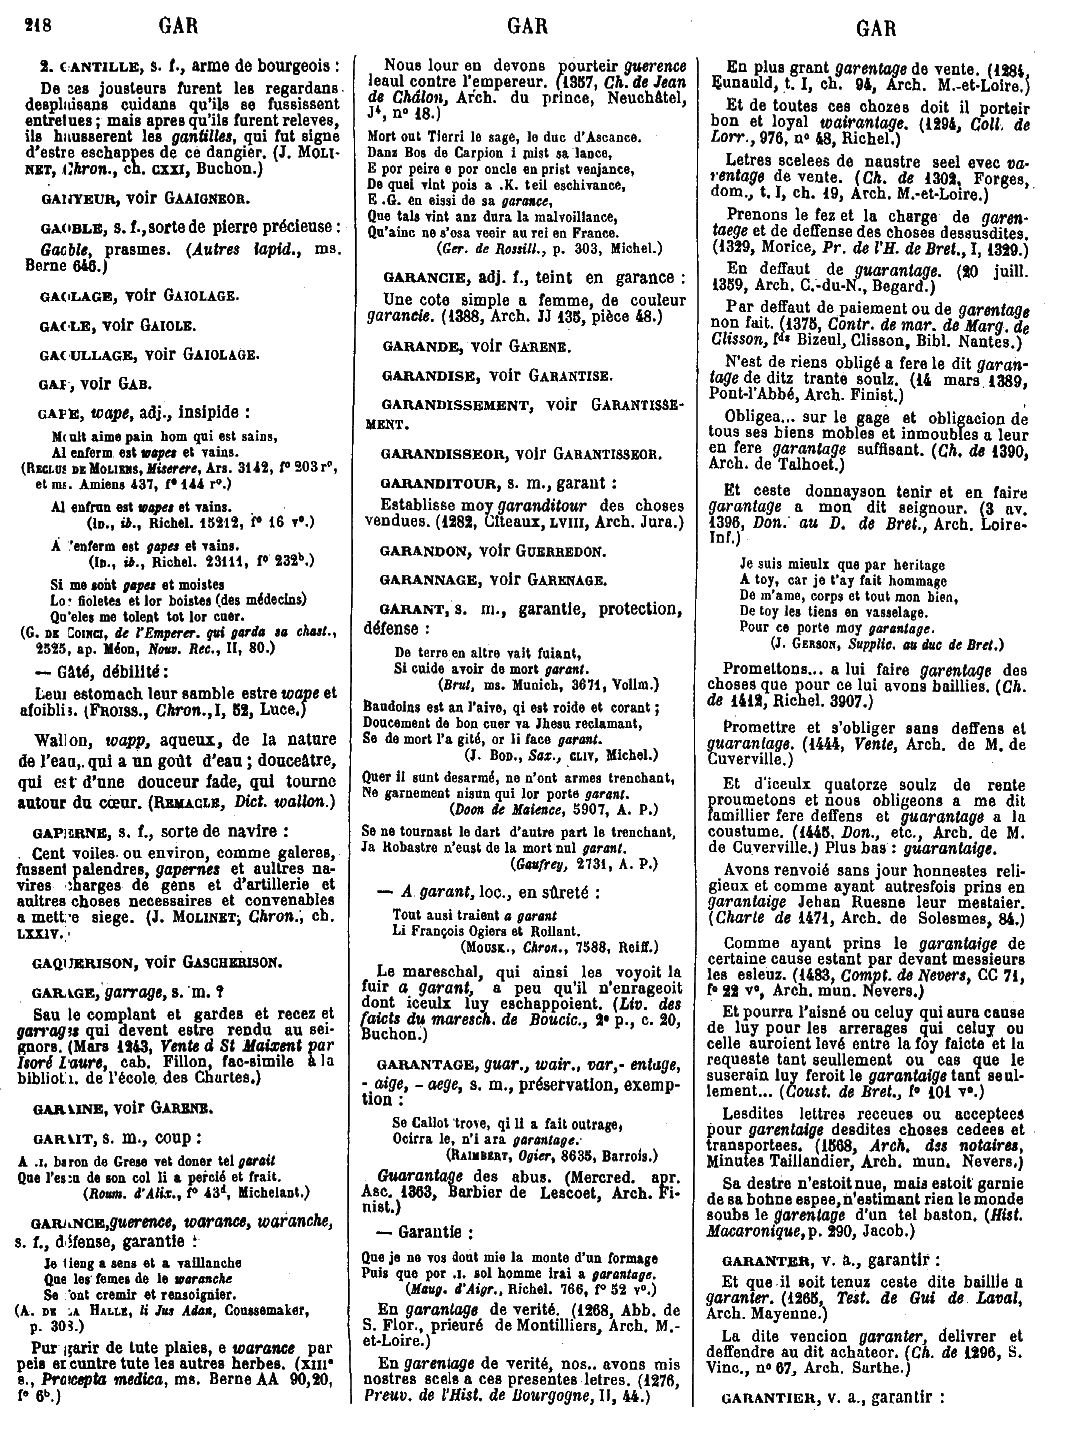 218 GAR GAR GAR
2. GANTILLE, s. f., arme de bourgeois :
De ces jousteurs furent les regardans
desplaisans cuidans qu'ils se fussissent
entretues ; mais apres qu'ils furent releves,
ils hausserent les gantilles, qui fut signe
d'estre eschappes de ce dangier. (J. MOLI-
NET, Chron., ch. CXXI, Buchon.)
GANYEUR, voir GAAIGNEOR.
GAOBLE, s. f., sorte de pierre précieuse :
Gaoble, prasmes. (Autres lapid., ms.
Berne 646.)
GAOLAGE, voir GAIOLAGE.
GAOLE, voir GAIOLE.
GAOULLAGE, voir GAIOLAGE.
GAP, voir GAB.
GAPE, wape, adj., insipide :
Moult aime pain hom qui est sains,
Al enferm est wapes et vains.
(RECLUS DE MOLIENS, Miserere, Ars. 3142, f° 203 r°,
et ms. Amiens 437, f° 144 r°.)
Al enfrun est wapes et vains.
(ID., ib., Richel. 15212, f° 16 v°.)
A l'enferm est gapes et vains.
(ID., ib., Richel. 23111, f° 232b.)
Si me sont gapes et moistes
Lor fioletes et lor boistes (des médecins)
Qu'eles me tolent tot lor cuer.
(G. DE COINCI, de l'Emperer. qui garda sa chast.,
2525, ap. Méon, Nouv. Rec., II, 80.)
— Gâté, débilité :
Leur estomach leur samble estre wape et
afoiblis. (FROISS., Chron., I, 52, Luce.)
Wallon, wapp, aqueux, de la nature
de l'eau, qui a un goût d'eau ; douceâtre,
qui est d'une douceur fade, qui tourne
autour du cœur. (REMACLE, Dict. wallon.)
GAPERNE, s. f., sorte de navire :
Cent voiles ou environ, comme galeres,
fussent palendres, gapernes et aultres na-
vires charges de gens et d'artillerie et
aultres choses necessaires et convenables
a mettre siege. (J. MOLINET, Chron., ch.
LXXIV.)
GAQUERISON, voir GASCHERISON.
GARAGE, garrage, s. m. ?
Sau le complant et gardes et recez et
garrages qui devent estre rendu au sei-
gnors. (Mars 1243, Vente d St Maixent par
Isoré l'aure, cab. Fillon, fac-simile à la
biblioth. de l'école des Chartes.)
GARAINE, voir GARENE.
GARAIT, s. m., coup :
A .I. baron de Grese vet doner tel garait
Que l'escu de son col li a percié et frait.
(Roum. d'Alix., f° 43d, Michelant.)
GARANCE, guerence, warance, waranche,
s. f., défense, garantie :
Je tieng a sens et a vaillanche
Que les femes de le waranche
Se font cremir et rensoignier.
(A. DE LA HALLE, li Jus Adan, Coussemaker,
p. 303.)
Pur garir de tute plaies, e warance par
peis encuntre tute les autres herbes. (XIIIe
s., Precepta medica, ms. Berne AA 90,20,
f° 6b.)
Nous lour en devons pourteir guerence
leaul contre l'empereur. (1357, Ch. de Jean
de Châlon, Arch. du prince, Neuchâtel,
J4, n° 18.)
Mort out Tierri le sage, le duc d'Ascance.
Danz Bos de Carpion i mist sa lance,
E por peire e por oncle en prist venjance,
De quei vint pois a .K. teil eschivance,
E .G. en eissi de sa garance,
Que tals vint anz dura la malvoillance,
Qu'ainc ne s'osa veeir au rei en France.
(Ger. de Rossill., p. 303, Michel.)
GARANCIE, adj. f., teint en garance :
Une cote simple a femme, de couleur
garancie. (1388, Arch. JJ 135, pièce 48.)
GARANDE, voir GARENE.
GARANDISE, voir GARANTISE.
GARANDISSEMENT, voir GARANTISSE-
MENT.
GARANDISSEOR, voir GARANTISSEOR.
GARANDITOUR, s. m., garant :
Establisse moy garanditour des choses
vendues. (1282, Cîteaux, LVIII, Arch. Jura.)
GARANDON, voir GUERREDON.
GARANNAGE, voir GARENAGE.
GARANT, s. m., garantie, protection,
défense :
De terre en altre vait fuiant,
Si cuide avoir de mort garant.
(Brut, ms. Munich, 3671, Vollm.)
Baudoins est an l'aive, qi est roide et corant ;
Doucement de bon cuer va Jhesu reclamant,
Se de mort l'a gité, or li face garant.
(J. BOD., Sax., CLIV, Michel.)
Quer il sunt desarmé, ne n'ont armes trenchant,
Ne garnement nisun qui lor porte garant.
(Doon de Maience, 5907, A. P.)
Se ne tournast le dart d'autre part le trenchant,
Ja Robastre n'eust de la mort nul garant.
(Gaufrey, 2731, A. P.)
— A garant, loc., en sûreté :
Tout ausi traient a garant
Li François Ogiers et Rollant.
(MOUSK., Chron., 7588, Reiff.)
Le mareschal, qui ainsi les voyoit la
fuir a garant, a peu qu'il n'enrageoit
dont iceulx luy eschappoient. (Liv. des
faicts du maresch. de Boucic., 2e p., c. 20,
Buchon.)
GARANTAGE, guar., wair., var., - entage,
- aige, - aege, s. m., préservation, exemp-
tion :
Se Callot trove, qi li a fait outrage,
Ocirra le, n'i ara garantage.
(RAIMBERT, Ogier, 8635, Barrois.)
Guarantage des abus. (Mercred. apr.
Asc. 1363, Barbier de Lescoet, Arch. Fi-
nist.)
— Garantie :
Que je ne vos dout mie la monte d'un formage
Puis que por .I. sol homme irai a garantage.
(Maug. d'Aigr., Richel. 766, f° 52 v°.)
En garantage de verité. (1268, Abb. de
S. Flor., prieuré de Montilliers, Arch. M.-
et-Loire.)
En garentage de verité, nos.. avons mis
nostres scels a ces presentes letres. (1276,
Preuv. de l'Hist. de Bourgogne, II, 44.)
En plus grant garentage de vente. (1284,
Eunauld, t. I, ch. 94, Arch. M.-et-Loire.)
Et de toutes ces chozes doit il porteir
bon et loyal wairantage. (1294, Coll. de
Lorr., 976, n° 48, Richel.)
Letres scelees de naustre seel evec va-
rentage de vente. (Ch. de 1302, Forges,
dom., t. I, ch. 19, Arch. M.-et-Loire.)
Prenons le fez et la charge de garen-
taege et de deffense des choses dessusdites.
(1329, Morice, Pr. de l'H. de Bret., I, 1329.)
En deffaut de guarantage. (20 juill.
1359, Arch. C.-du-N., Begard.)
Par deffaut de paiement ou de garentage
non fait. (1375, Contr. de mar. de Marg. de
Clisson, fds Bizeul, Clisson, Bibl. Nantes.)
N'est de riens obligé a fere le dit garan-
tage de ditz trante soulz. (14 mars 1389,
Pont-l'Abbé, Arch. Finist.)
Obligea... sur le gage et obligacion de
tous ses biens mobles et inmoubles a leur
en fere garantage suffisant. (Ch. de 1390,
Arch. de Talhoet.)
Et ceste donnayson tenir et en faire
garantage a mon dit seignour. (3 av.
1396, Don. au D. de Bret., Arch. Loire-
Inf.)
Je suis mieulx que par heritage
A toy, car je t'ay fait hommage
De m'ame, corps et tout mon bien,
De toy les tiens en vasselage.
Pour ce porte moy garantage.
(J. GERSON, Supplic. au duc de Bret.)
Promettons... a lui faire garentage des
choses que pour ce lui avons baillies. (Ch.
de 1412, Richel. 3907.)
Promettre et s'obliger sans deffens et
guarantage. (1444, Vente, Arch. de M. de
Cuverville.)
Et d'iceulx quatorze soulz de rente
proumetons et nous obligeons a me dit
famillier fere deffens et guarantage a la
coustume. (1445, Don., etc., Arch. de M.
de Cuverville.) Plus bas : guarantaige.
Avons renvoié sans jour honnestes reli-
gieux et comme ayant autresfois prins en
garantaige Jehan Ruesne leur mestaier.
(Charte de 1471, Arch. de Solesmes, 84.)
Comme ayant prins le garantaige de
certaine cause estant par devant messieurs
les esleuz. (1483, Compt. de Nevers, CC 71,
f° 22 v°, Arch. mun. Nevers.)
Et pourra l'aisné ou celuy qui aura cause
de luy pour les arrerages qui celuy ou
celle auroient levé entre la foy faicte et la
requeste tant seullement ou cas que le
suserain luy feroit le garantaige tant seul-
lement... (Coust. de Bret., f° 101 v°.)
Lesdites lettres receues ou acceptees
pour garentaige desdites choses cedees et
transportees. (1568, Arch. dss notaires,
Minutes Taillandier, Arch. mun. Nevers.)
Sa destre n'estoit nue, mais estoit garnie
de sa bonne espee, n'estimant rien le monde
soubs le garentage d'un tel baston. (Hist.
Macaronique, p. 290, Jacob.)
GARANTER, v. a., garantir :
Et que il soit tenuz ceste dite baillie a
garanter. (1265, Test. de Gui de Laval,
Arch. Mayenne.)
La dite vencion garanter, delivrer et
deffendre au dit achateor. (Ch. de 1296, S.
Vinc., n° 67, Arch. Sarthe.)
GARANTIER, v. a., garantir :